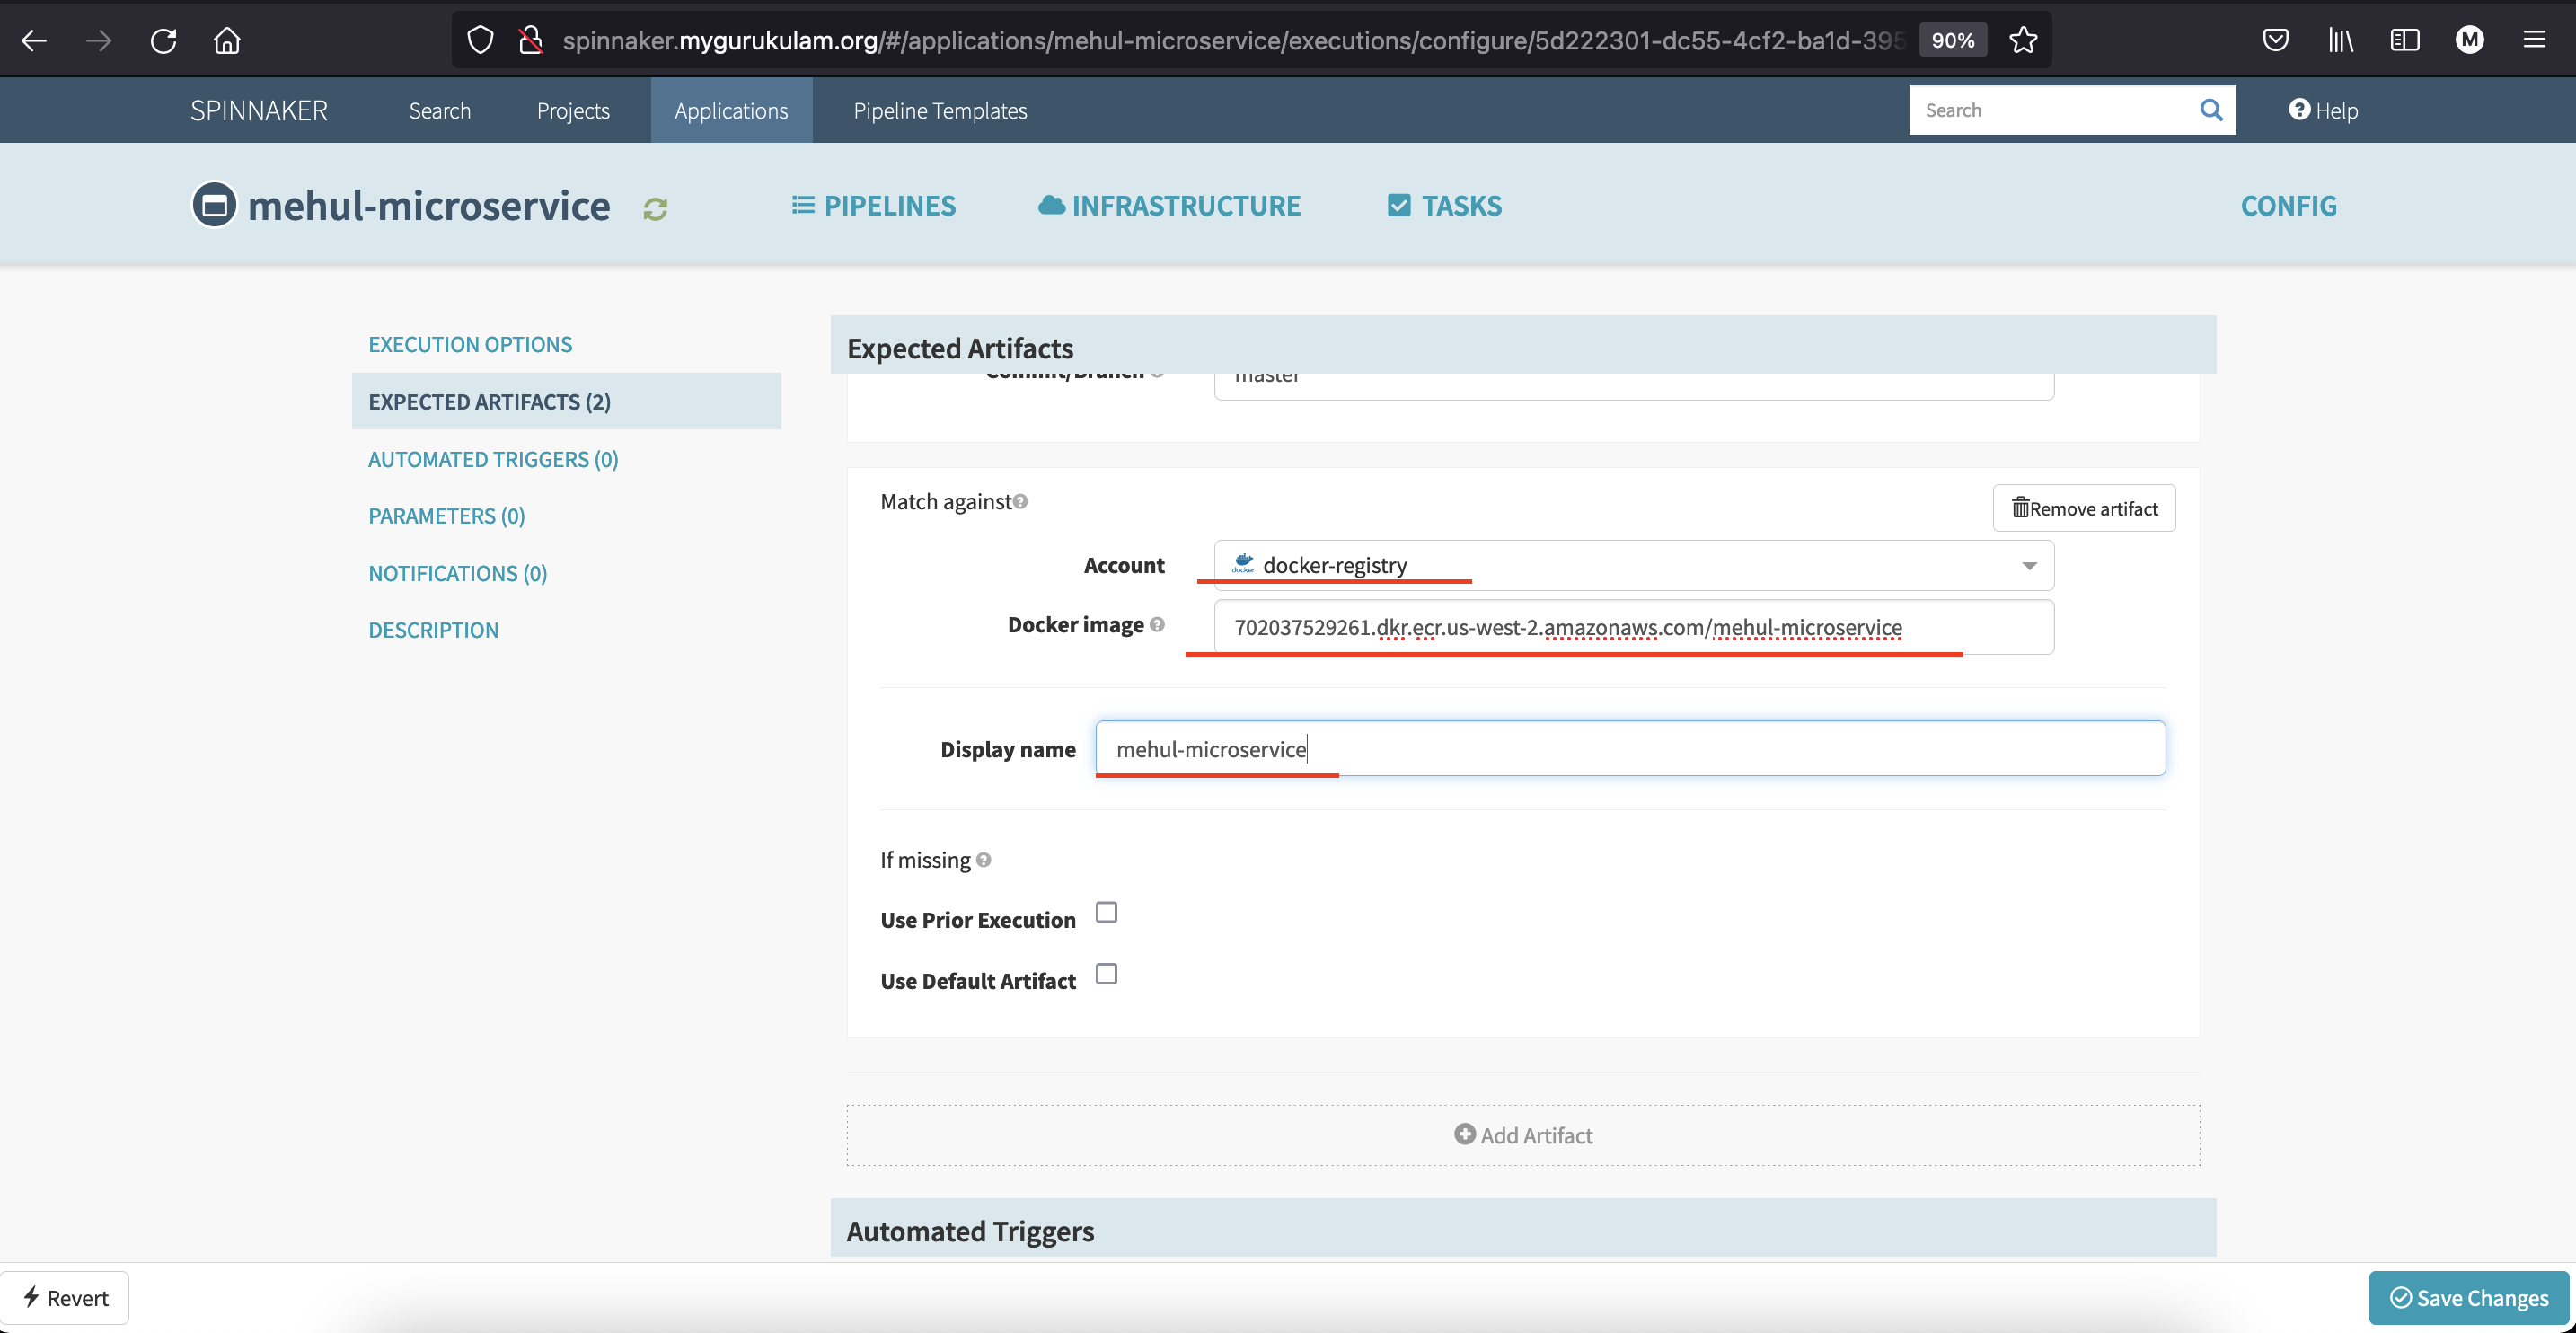 spinnaker.mygurukulam.org/#/applications/mehul-microservice/executions/configure/5d222301-dc55-4cf2-ba1d-395
90%
M
SPINNAKER
Search
Projects
Applications
Pipeline Templates
Search
Help
mehul-microservice
PIPELINES
INFRASTRUCTURE
TASKS
CONFIG
EXECUTION OPTIONS
EXPECTED ARTIFACTS (2)
AUTOMATED TRIGGERS (0)
PARAMETERS (0)
NOTIFICATIONS (0)
DESCRIPTION
Expected Artifacts
Commit/Branch
master
Match against
Remove artifact
Account
docker docker-registry
Docker image
702037529261.dkr.ecr.us-west-2.amazonaws.com/mehul-microservice
Display name
mehul-microservice
If missing
Use Prior Execution
Use Default Artifact
Add Artifact
Automated Triggers
Revert
Save Changes